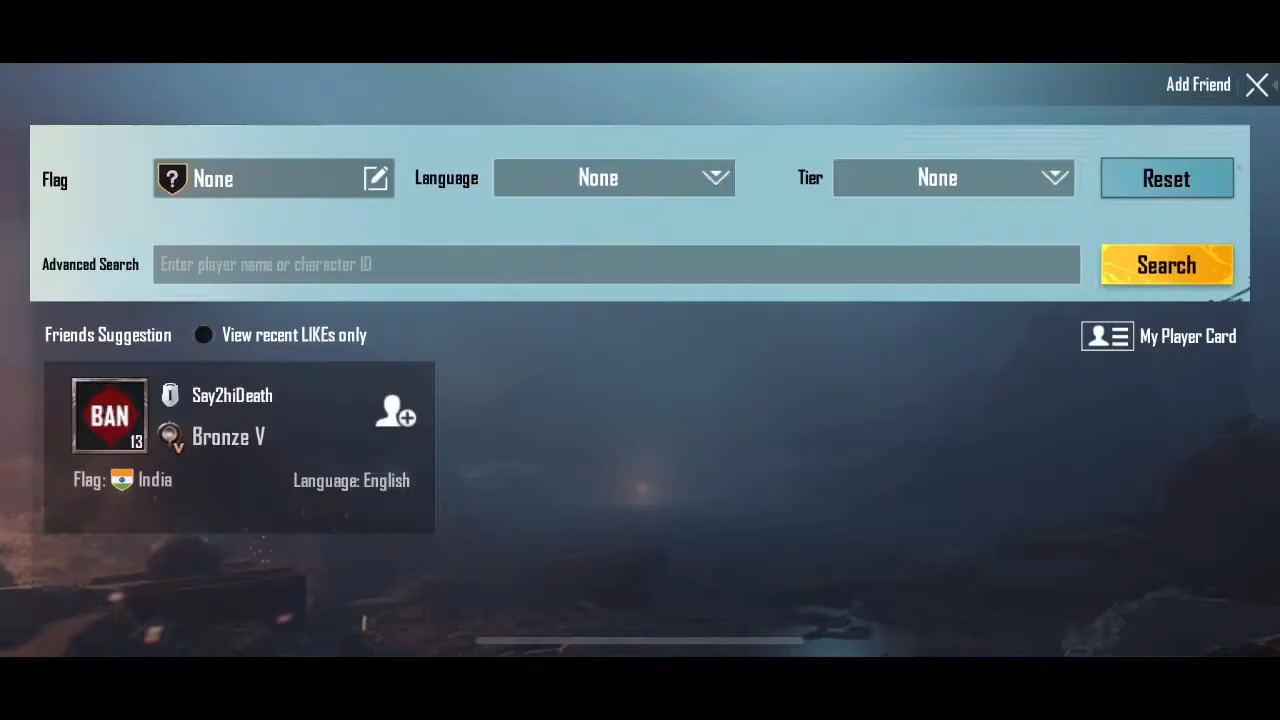 Add Friend
Flag
? None
Language
None
Tier
None
Reset
Advanced Search
Enter player name or character ID
Search
Friends Suggestion
View recent LIKEs only
My Player Card
BAN
13
I
Say2hiDeath
V
Bronze V
Flag: India
Language: English